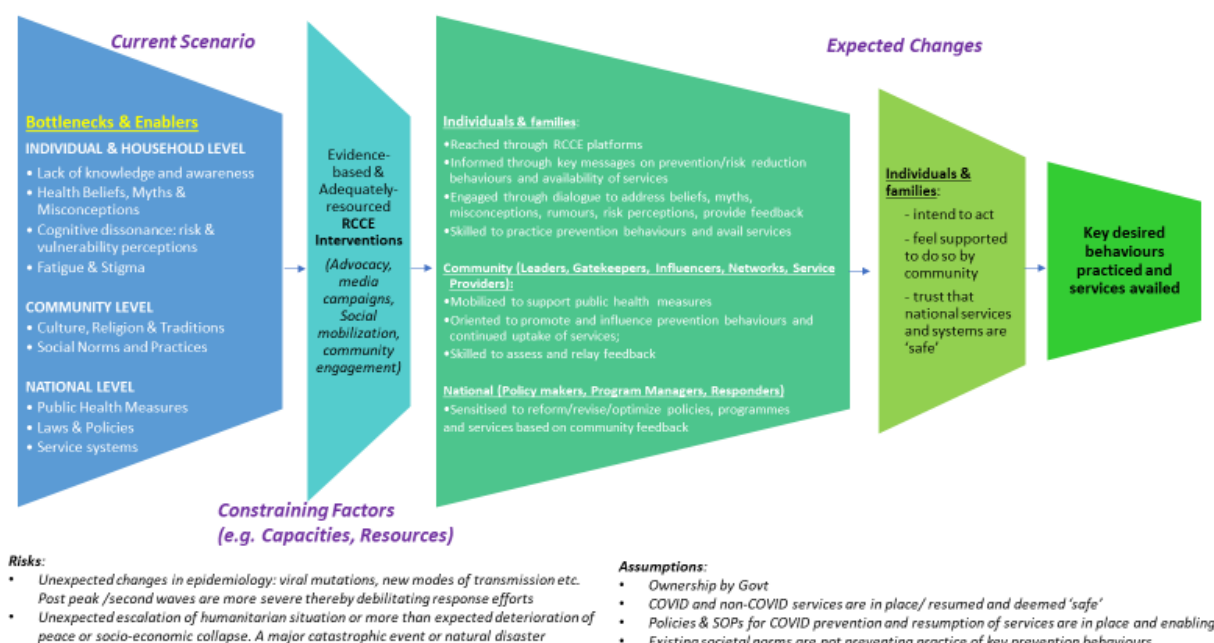 Current Scenario
Expected Changes
Bottlenecks & Enablers
INDIVIDUAL & HOUSEHOLD LEVEL
• Lack of knowledge and awareness
• Health Beliefs, Myths &
Misconceptions
• Cognitive dissonance: risk &
vulnerability perceptions
• Fatigue & Stigma
COMMUNITY LEVEL
• Culture, Religion & Traditions
• Social Norms and Practices
NATIONAL LEVEL
• Public Health Measures
• Laws & Policies
• Service systems
Evidence-
based &
Adequately-
resourced
RCCE
Interventions
(Advocacy,
media
campaigns,
Social
mobilization,
community
engagement)
Individuals & families:
•Reached through RCCE platforms
•Informed through key messages on prevention/risk reduction
behaviours and availability of services
•Engaged through dialogue to address beliefs, myths,
misconceptions, rumours, risk perceptions, provide feedback
•Skilled to practice prevention behaviours and avail services
Community (Leaders, Gatekeepers, Influencers, Networks, Service
Providers):
•Mobilized to support public health measures
•Oriented to promote and influence prevention behaviours and
continued uptake of services;
•Skilled to assess and relay feedback
National (Policy makers, Program Managers, Responders)
•Sensitised to reform/revise/optimize policies, programmes
and services based on community feedback
Individuals &
families:
- intend to act
- feel supported
to do so by
community
- trust that
national services
and systems are
‘safe’
Key desired
behaviours
practiced and
services availed
Constraining Factors
(e.g. Capacities, Resources)
Risks:
• Unexpected changes in epidemiology: viral mutations, new modes of transmission etc.
Post peak /second waves are more severe thereby debilitating response efforts
• Unexpected escalation of humanitarian situation or more than expected deterioration of
peace or socio-economic collapse. A major catastrophic event or natural disaster
Assumptions:
• Ownership by Govt
• COVID and non-COVID services are in place/ resumed and deemed ‘safe’
• Policies & SOPs for COVID prevention and resumption of services are in place and enabling
• Existing societal norms are not preventing practice of key prevention behaviours